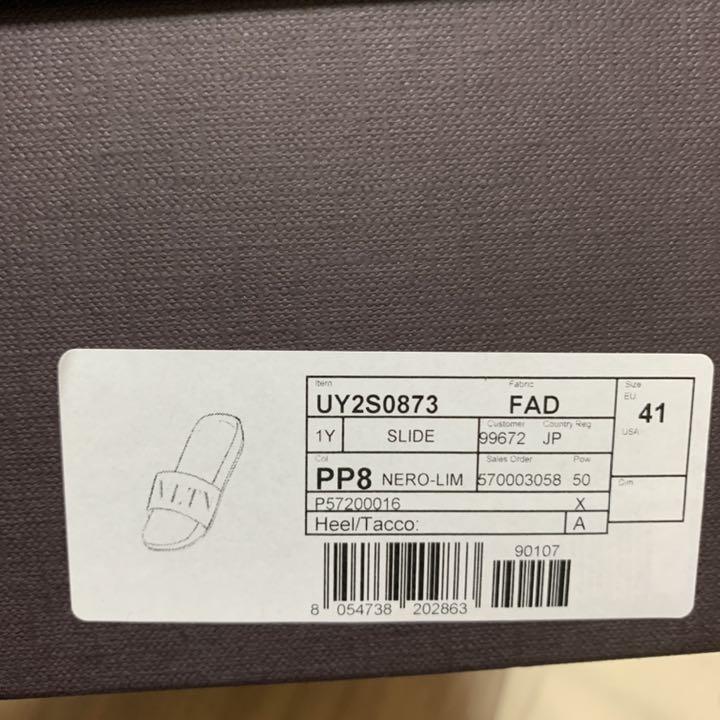 Item Fabric Size
UY2S0873 FAD EU 41
Customer Country Reg USA
1Y SLIDE 99672 JP
Col Sales Order Pow
PP8 NERO-LIM 570003058 50 Dim
P57200016 X
Heel/Tacco: A
90107
8 054738 202863
VLTN